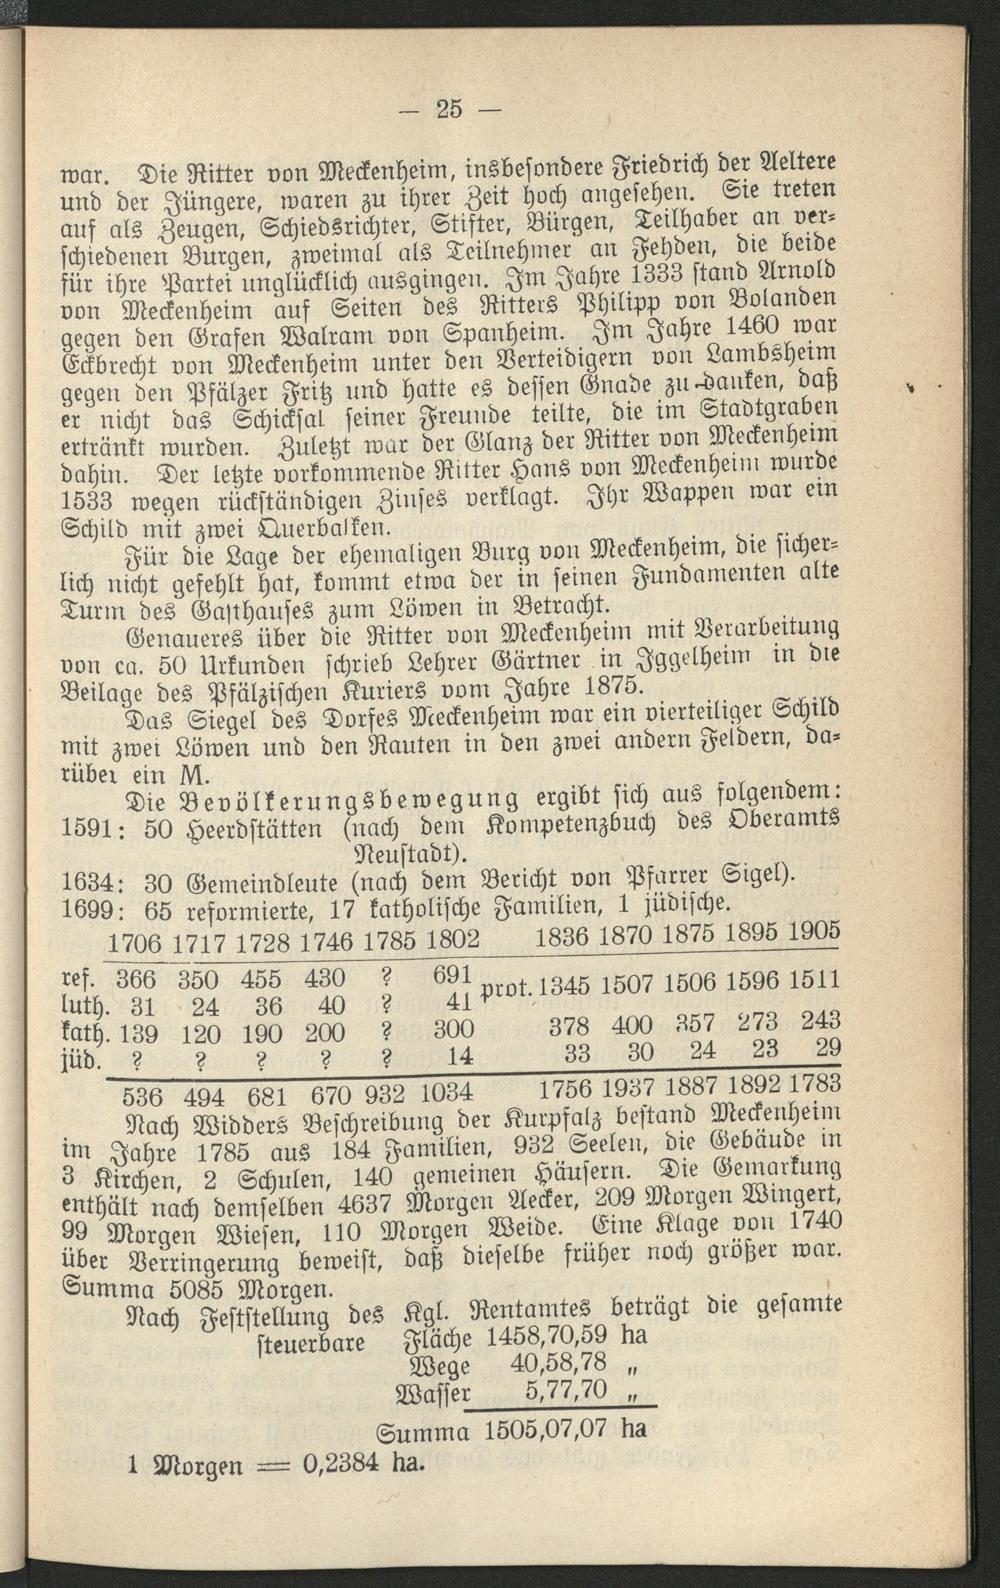 — 25 —
war. Die Ritter von Meckenheim, insbesondere Friedrich der Aeltere
und der Jüngere, waren zu ihrer Zeit hoch angesehen. Sie treten
auf als Zeugen, Schiedsrichter, Stifter, Bürgen, Teilhaber an ver-
schiedenen Burgen, zweimal als Teilnehmer an Fehden, die beide
für ihre Partei unglücklich ausgingen. Im Jahre 1333 stand Arnold
von Meckenheim auf Seiten des Ritters Philipp von Bolanden
gegen den Grafen Walram von Spanheim. Im Jahre 1460 war
Eckbrecht von Meckenheim unter den Verteidigern von Lambsheim
gegen den Pfälzer Fritz und hatte es dessen Gnade zu danken, daß
er nicht das Schicksal seiner Freunde teilte, die im Stadtgraben
ertränkt wurden. Zuletzt war der Glanz der Ritter von Meckenheim
dahin. Der letzte vorkommende Ritter Hans von Meckenheim wurde
1533 wegen rückständigen Zinses verklagt. Ihr Wappen war ein
Schild mit zwei Querbalken.
Für die Lage der ehemaligen Burg von Meckenheim, die sicher-
lich nicht gefehlt hat, kommt etwa der in seinen Fundamenten alte
Turm des Gasthauses zum Löwen in Betracht.
Genaueres über die Ritter von Meckenheim mit Verarbeitung
von ca. 50 Urkunden schrieb Lehrer Gärtner in Iggelheim in die
Beilage des Pfälzischen Kuriers vom Jahre 1875.
Das Siegel des Dorfes Meckenheim war ein vierteiliger Schild
mit zwei Löwen und den Rauten in den zwei andern Feldern, da-
rüber ein M.
Die Bevölkerungsbewegung ergibt sich aus folgendem:
1591: 50 Heerdstätten (nach dem Kompetenzbuch des Oberamts
Neustadt).
1634: 30 Gemeindleute (nach dem Bericht von Pfarrer Sigel).
1699: 65 reformierte, 17 katholische Familien, 1 jüdische.
1706 1717 1728 1746 1785 1802 1836 1870 1875 1895 1905
ref. 366 350 455 430 ? 691 prot. 1345 1507 1506 1596 1511
luth. 31 24 36 40 ? 41
kath. 139 120 190 200 ? 300 378 400 357 273 243
jüd. ? ? ? ? ? 14 33 30 24 23 29
536 494 681 670 932 1034 1756 1937 1887 1892 1783
Nach Widders Beschreibung der Kurpfalz bestand Meckenheim
im Jahre 1785 aus 184 Familien, 932 Seelen, die Gebäude in
3 Kirchen, 2 Schulen, 140 gemeinen Häusern. Die Gemarkung
enthält nach demselben 4637 Morgen Aecker, 209 Morgen Wingert,
99 Morgen Wiesen, 110 Morgen Weide. Eine Klage von 1740
über Verringerung beweist, daß dieselbe früher noch größer war.
Summa 5085 Morgen.
Nach Feststellung des Kgl. Rentamtes beträgt die gesamte
steuerbare Fläche 1458,70,59 ha
Wege 40,58,78 „
Wasser 5,77,70 „
Summa 1505,07,07 ha
1 Morgen = 0,2384 ha.